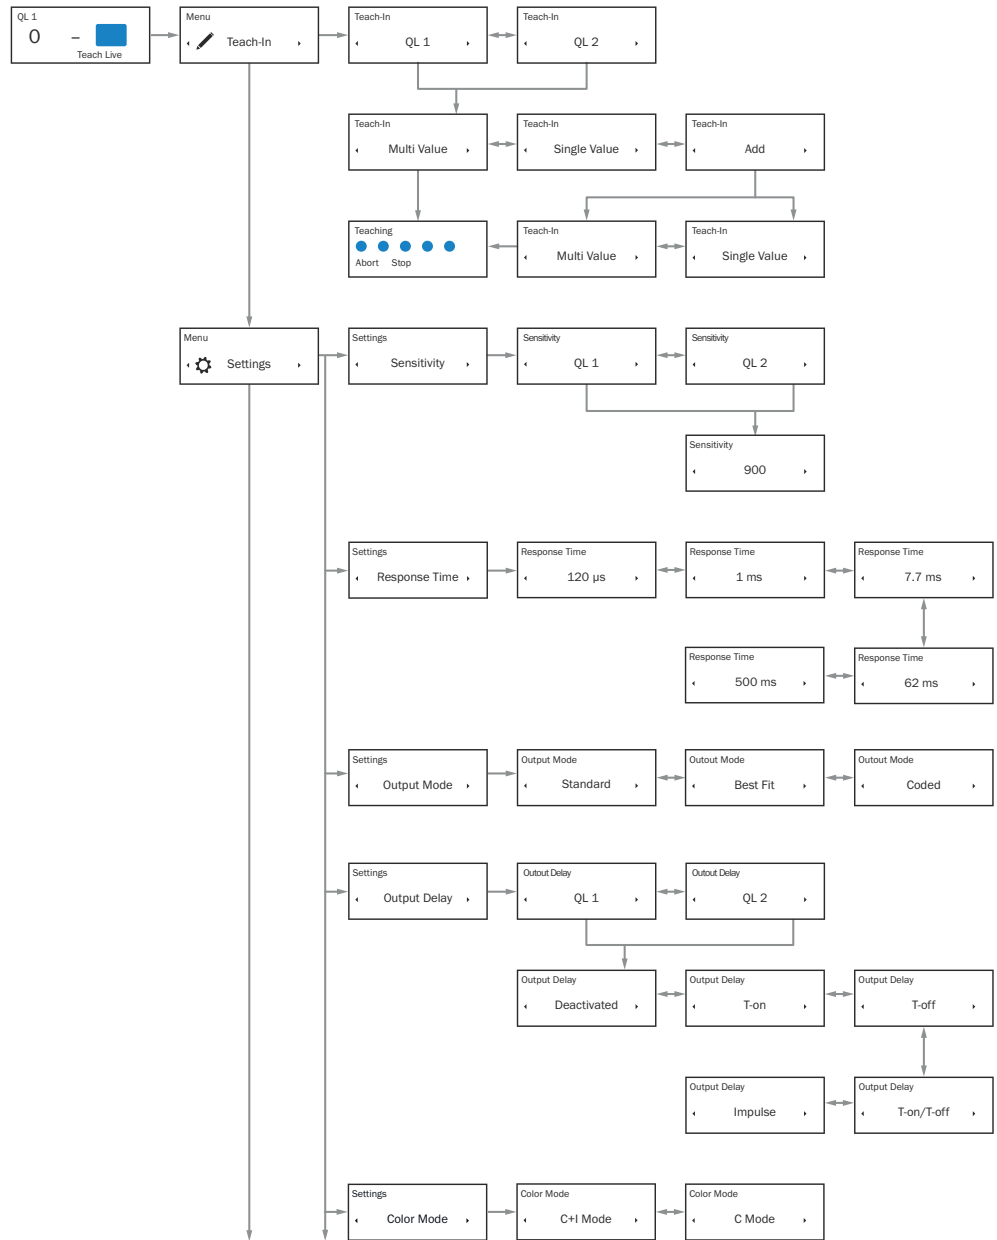 QL 1
0 –
Teach Live
Menu
Teach-In
Teach-In
QL 1
Teach-In
QL 2
Teach-In
Multi Value
Teach-In
Single Value
Teach-In
Add
Teaching
Abort Stop
Teach-In
Multi Value
Teach-In
Single Value
Menu
Settings
Settings
Sensitivity
Sensitivity
QL 1
Sensitivity
QL 2
Sensitivity
900
Settings
Response Time
Response Time
120 µs
Response Time
1 ms
Response Time
7.7 ms
Response Time
500 ms
Response Time
62 ms
Settings
Output Mode
Output Mode
Standard
Outout Mode
Best Fit
Outout Mode
Coded
Settings
Output Delay
Outout Delay
QL 1
Outout Delay
QL 2
Output Delay
Deactivated
Output Delay
T-on
Output Delay
T-off
Output Delay
Impulse
Output Delay
T-on/T-off
Settings
Color Mode
Color Mode
C+I Mode
Color Mode
C Mode